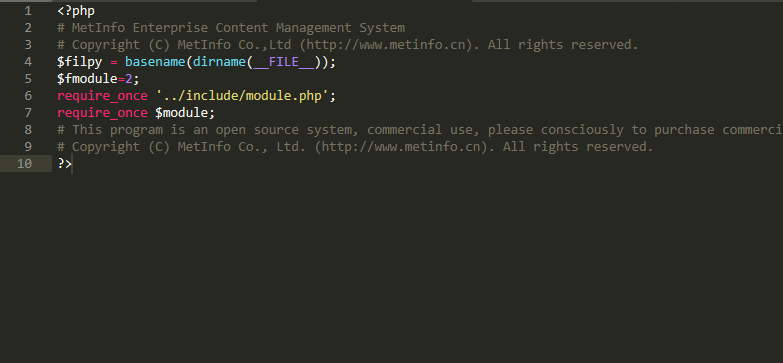 1 <?php
2 # MetInfo Enterprise Content Management System
3 # Copyright (C) MetInfo Co.,Ltd (http://www.metinfo.cn). All rights reserved.
4 $filpy = basename(dirname(__FILE__));
5 $fmodule=2;
6 require_once '../include/module.php';
7 require_once $module;
8 # This program is an open source system, commercial use, please consciously to purchase commerci
9 # Copyright (C) MetInfo Co., Ltd. (http://www.metinfo.cn). All rights reserved.
10 ?>